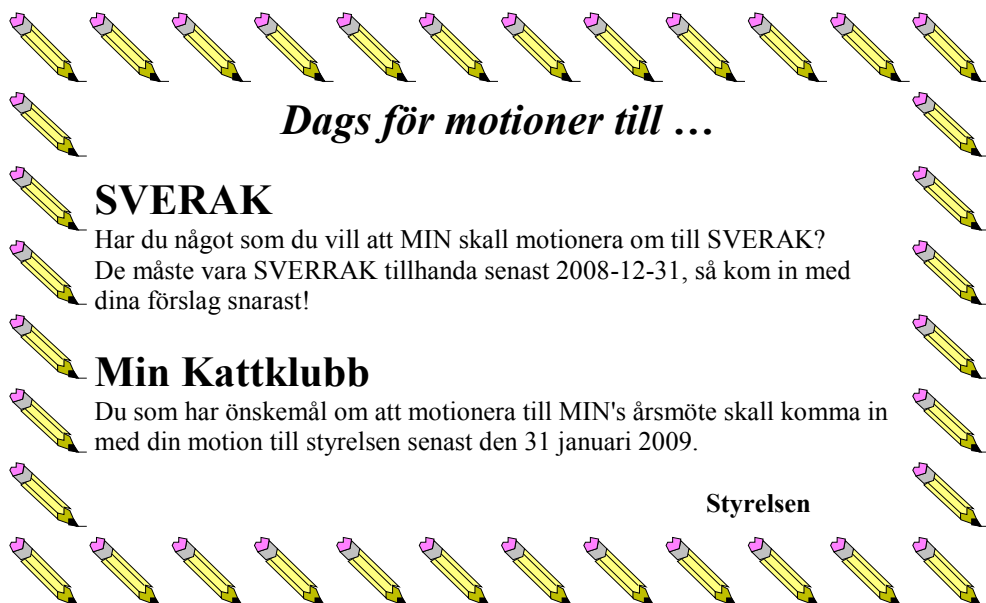 Dags för motioner till …
SVERAK
Har du något som du vill att MIN skall motionera om till SVERAK?
De måste vara SVERRAK tillhanda senast 2008-12-31, så kom in med
dina förslag snarast!
Min Kattklubb
Du som har önskemål om att motionera till MIN's årsmöte skall komma in
med din motion till styrelsen senast den 31 januari 2009.
Styrelsen